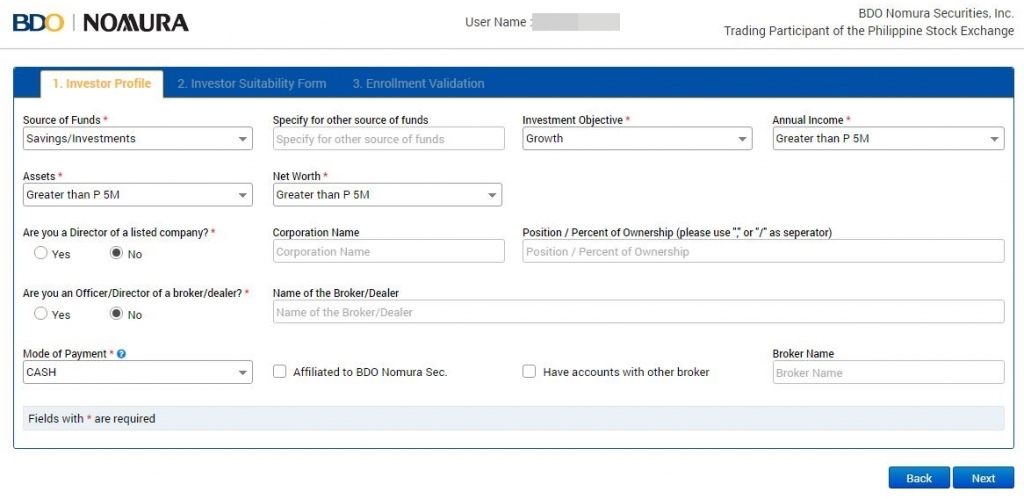 BDO | NOMURA
User Name :
BDO Nomura Securities, Inc.
Trading Participant of the Philippine Stock Exchange
1. Investor Profile
2. Investor Suitability Form
3. Enrollment Validation
Source of Funds *
Specify for other source of funds
Investment Objective *
Annual Income *
Savings/Investments
Specify for other source of funds
Growth
Greater than P 5M
Assets *
Net Worth *
Greater than P 5M
Greater than P 5M
Are you a Director of a listed company? *
Corporation Name
Position / Percent of Ownership (please use "," or "/" as seperator)
Yes
No
Corporation Name
Position / Percent of Ownership
Are you an Officer/Director of a broker/dealer? *
Name of the Broker/Dealer
Yes
No
Name of the Broker/Dealer
Mode of Payment * ?
Broker Name
CASH
Affiliated to BDO Nomura Sec.
Have accounts with other broker
Broker Name
Fields with * are required
Back
Next